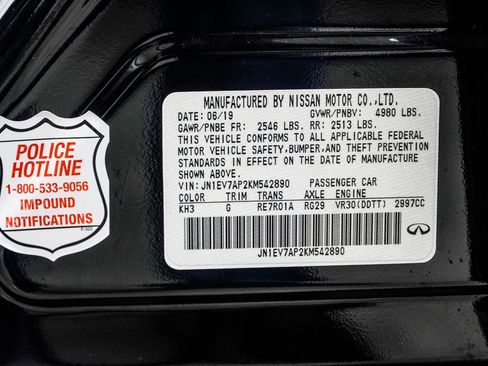 MANUFACTURED BY NISSAN MOTOR CO.,LTD.
DATE: 06/19 GVWR/PNBV: 4980 LBS.
GAWR/PNBE FR: 2546 LBS. RR: 2513 LBS.
THIS VEHICLE CONFORMS TO ALL APPLICABLE FEDERAL
MOTOR VEHICLE SAFETY,BUMPER,AND THEFT PREVENTION
STANDARDS IN EFFECT ON THE DATE OF MANUFACTURE
SHOWN ABOVE.
VIN: JN1EV7AP2KM542890 PASSENGER CAR
COLOR TRIM TRANS AXLE ENGINE
KH3 G RE7R01A RG29 VR30(DDTT) 2997CC
JN1EV7AP2KM542890
POLICE
HOTLINE
1-800-533-9056
IMPOUND
NOTIFICATIONS